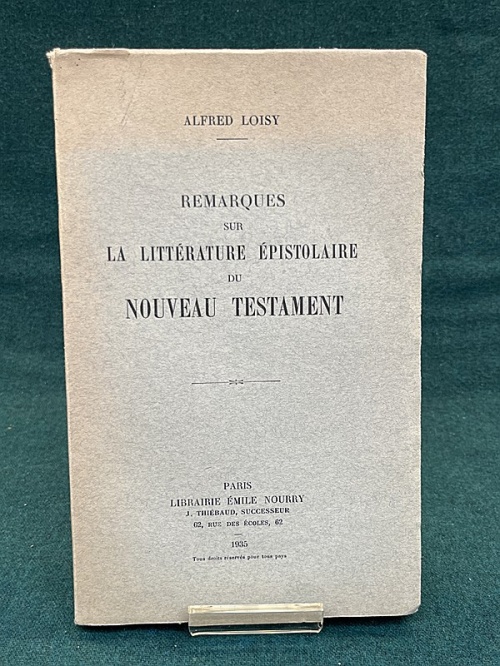 ALFRED LOISY
REMARQUES
SUR
LA LITTÉRATURE ÉPISTOLAIRE
DU
NOUVEAU TESTAMENT
PARIS
LIBRAIRIE ÉMILE NOURRY
J. THIÉBAUD, SUCCESSEUR
62, RUE DES ÉCOLES, 62
1935
Tous droits réservés pour tous pays